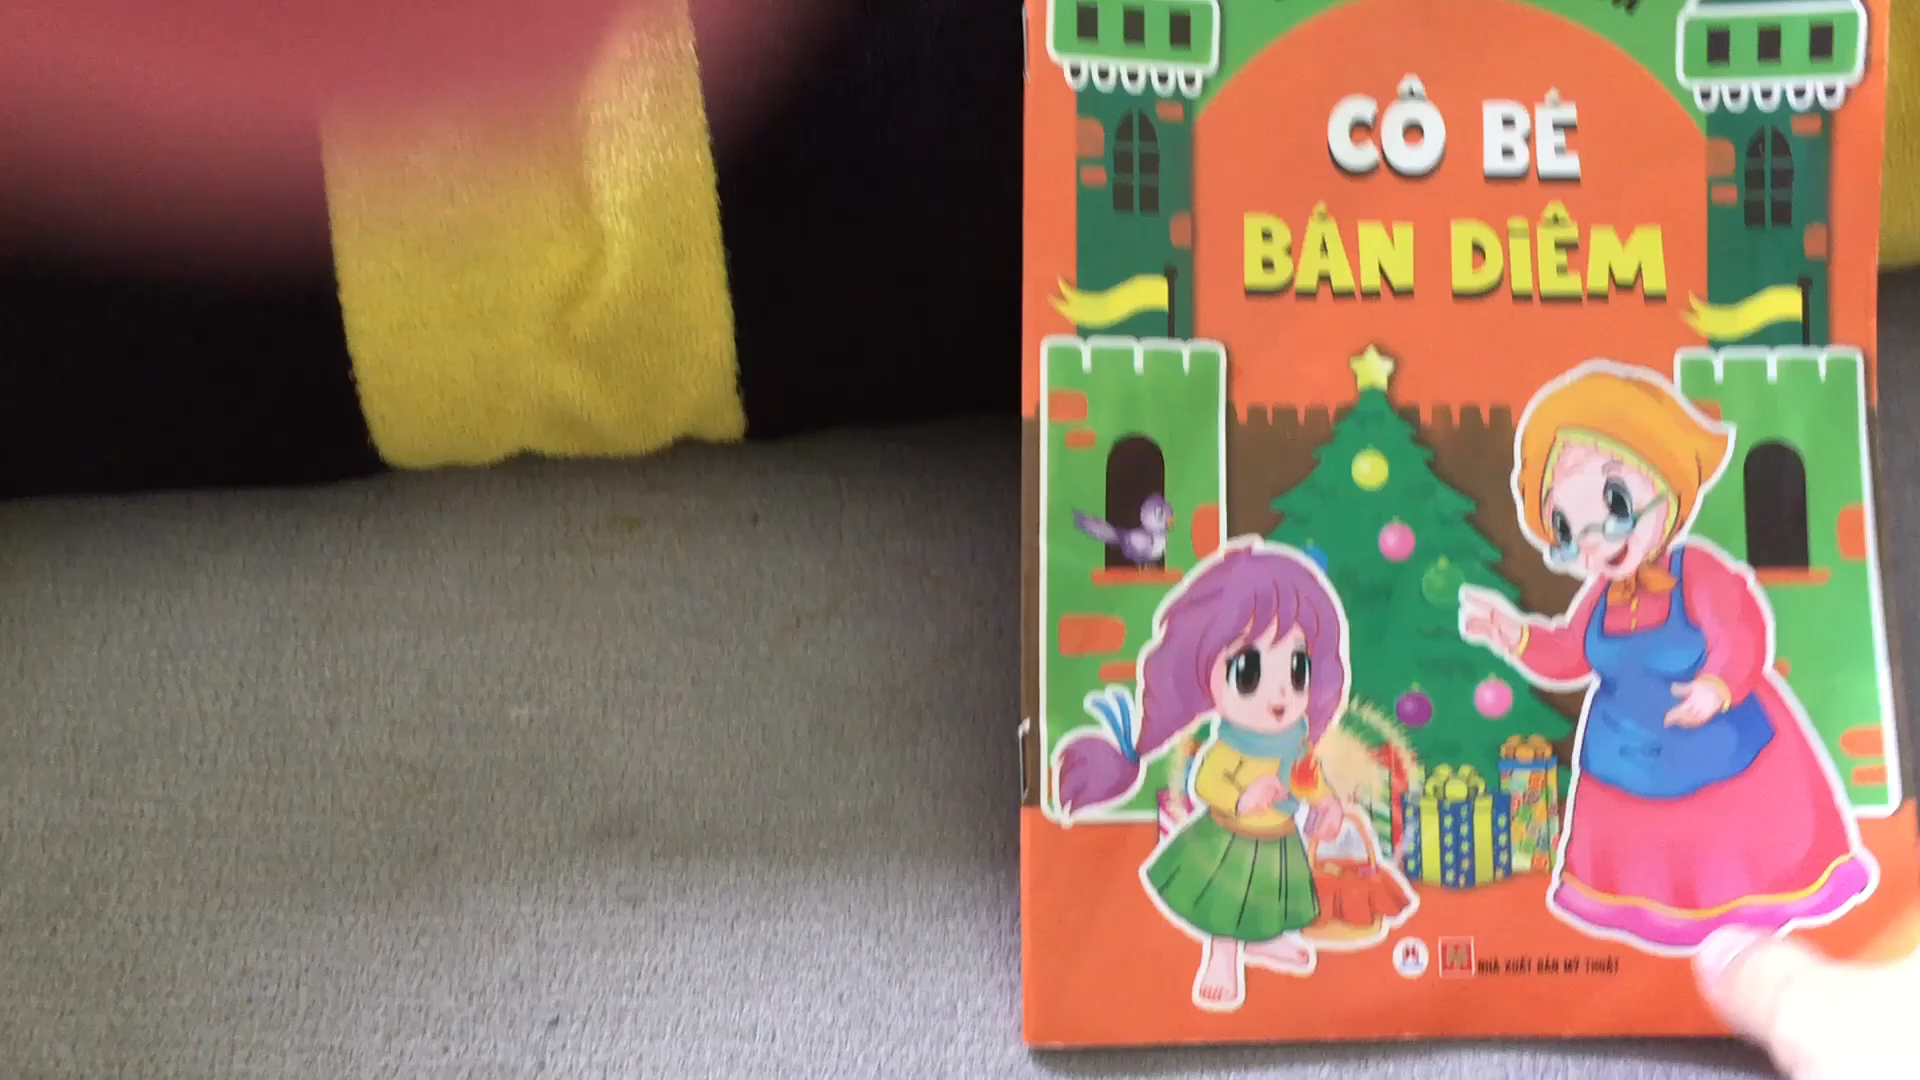 CÔ BÉ
BÁN DIÊM
NHÀ XUẤT BẢN MỸ THUẬT